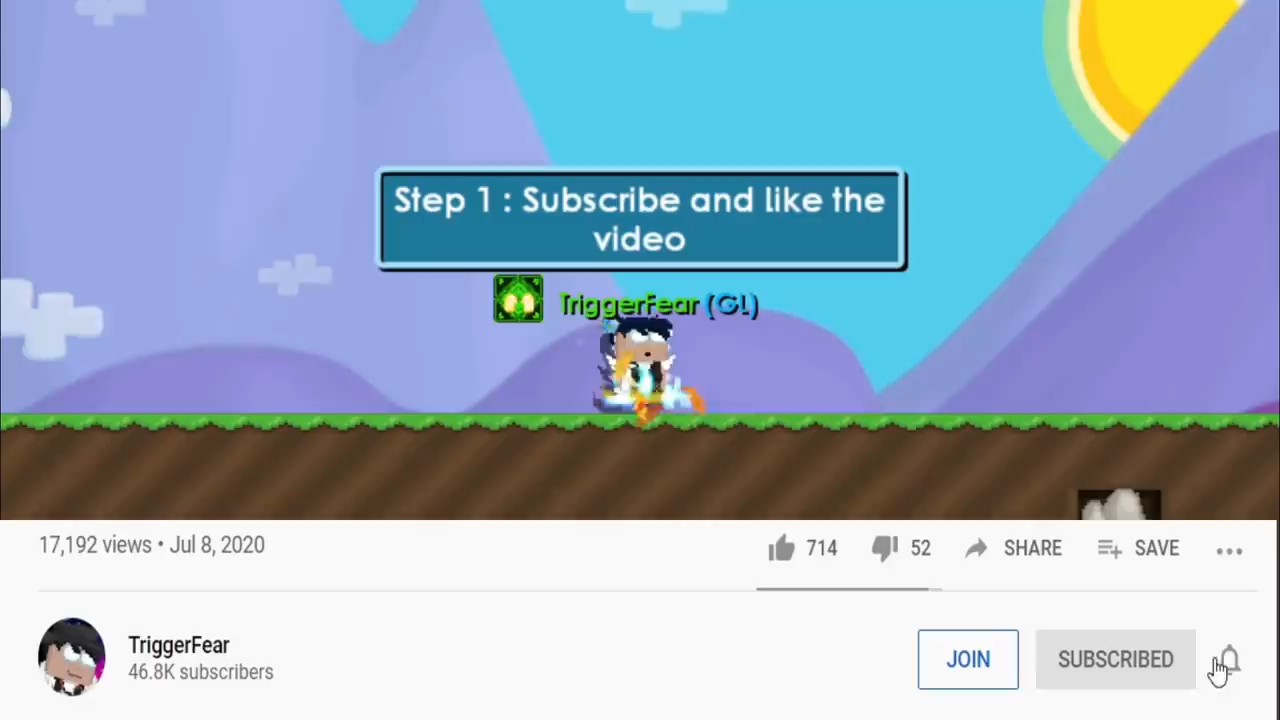 Step 1 : Subscribe and like the
video
TriggerFear (GL)
17,192 views • Jul 8, 2020
714
52
SHARE
SAVE
TriggerFear
46.8K subscribers
JOIN
SUBSCRIBED